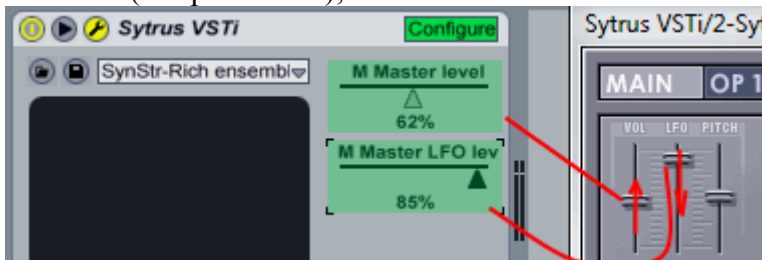 Sytrus VSTi
Configure
SynStr-Rich ensembl
M Master level
62%
M Master LFO lev
85%
Sytrus VSTi/2-Sy
MAIN
OP 1
VOL LFO PITCH